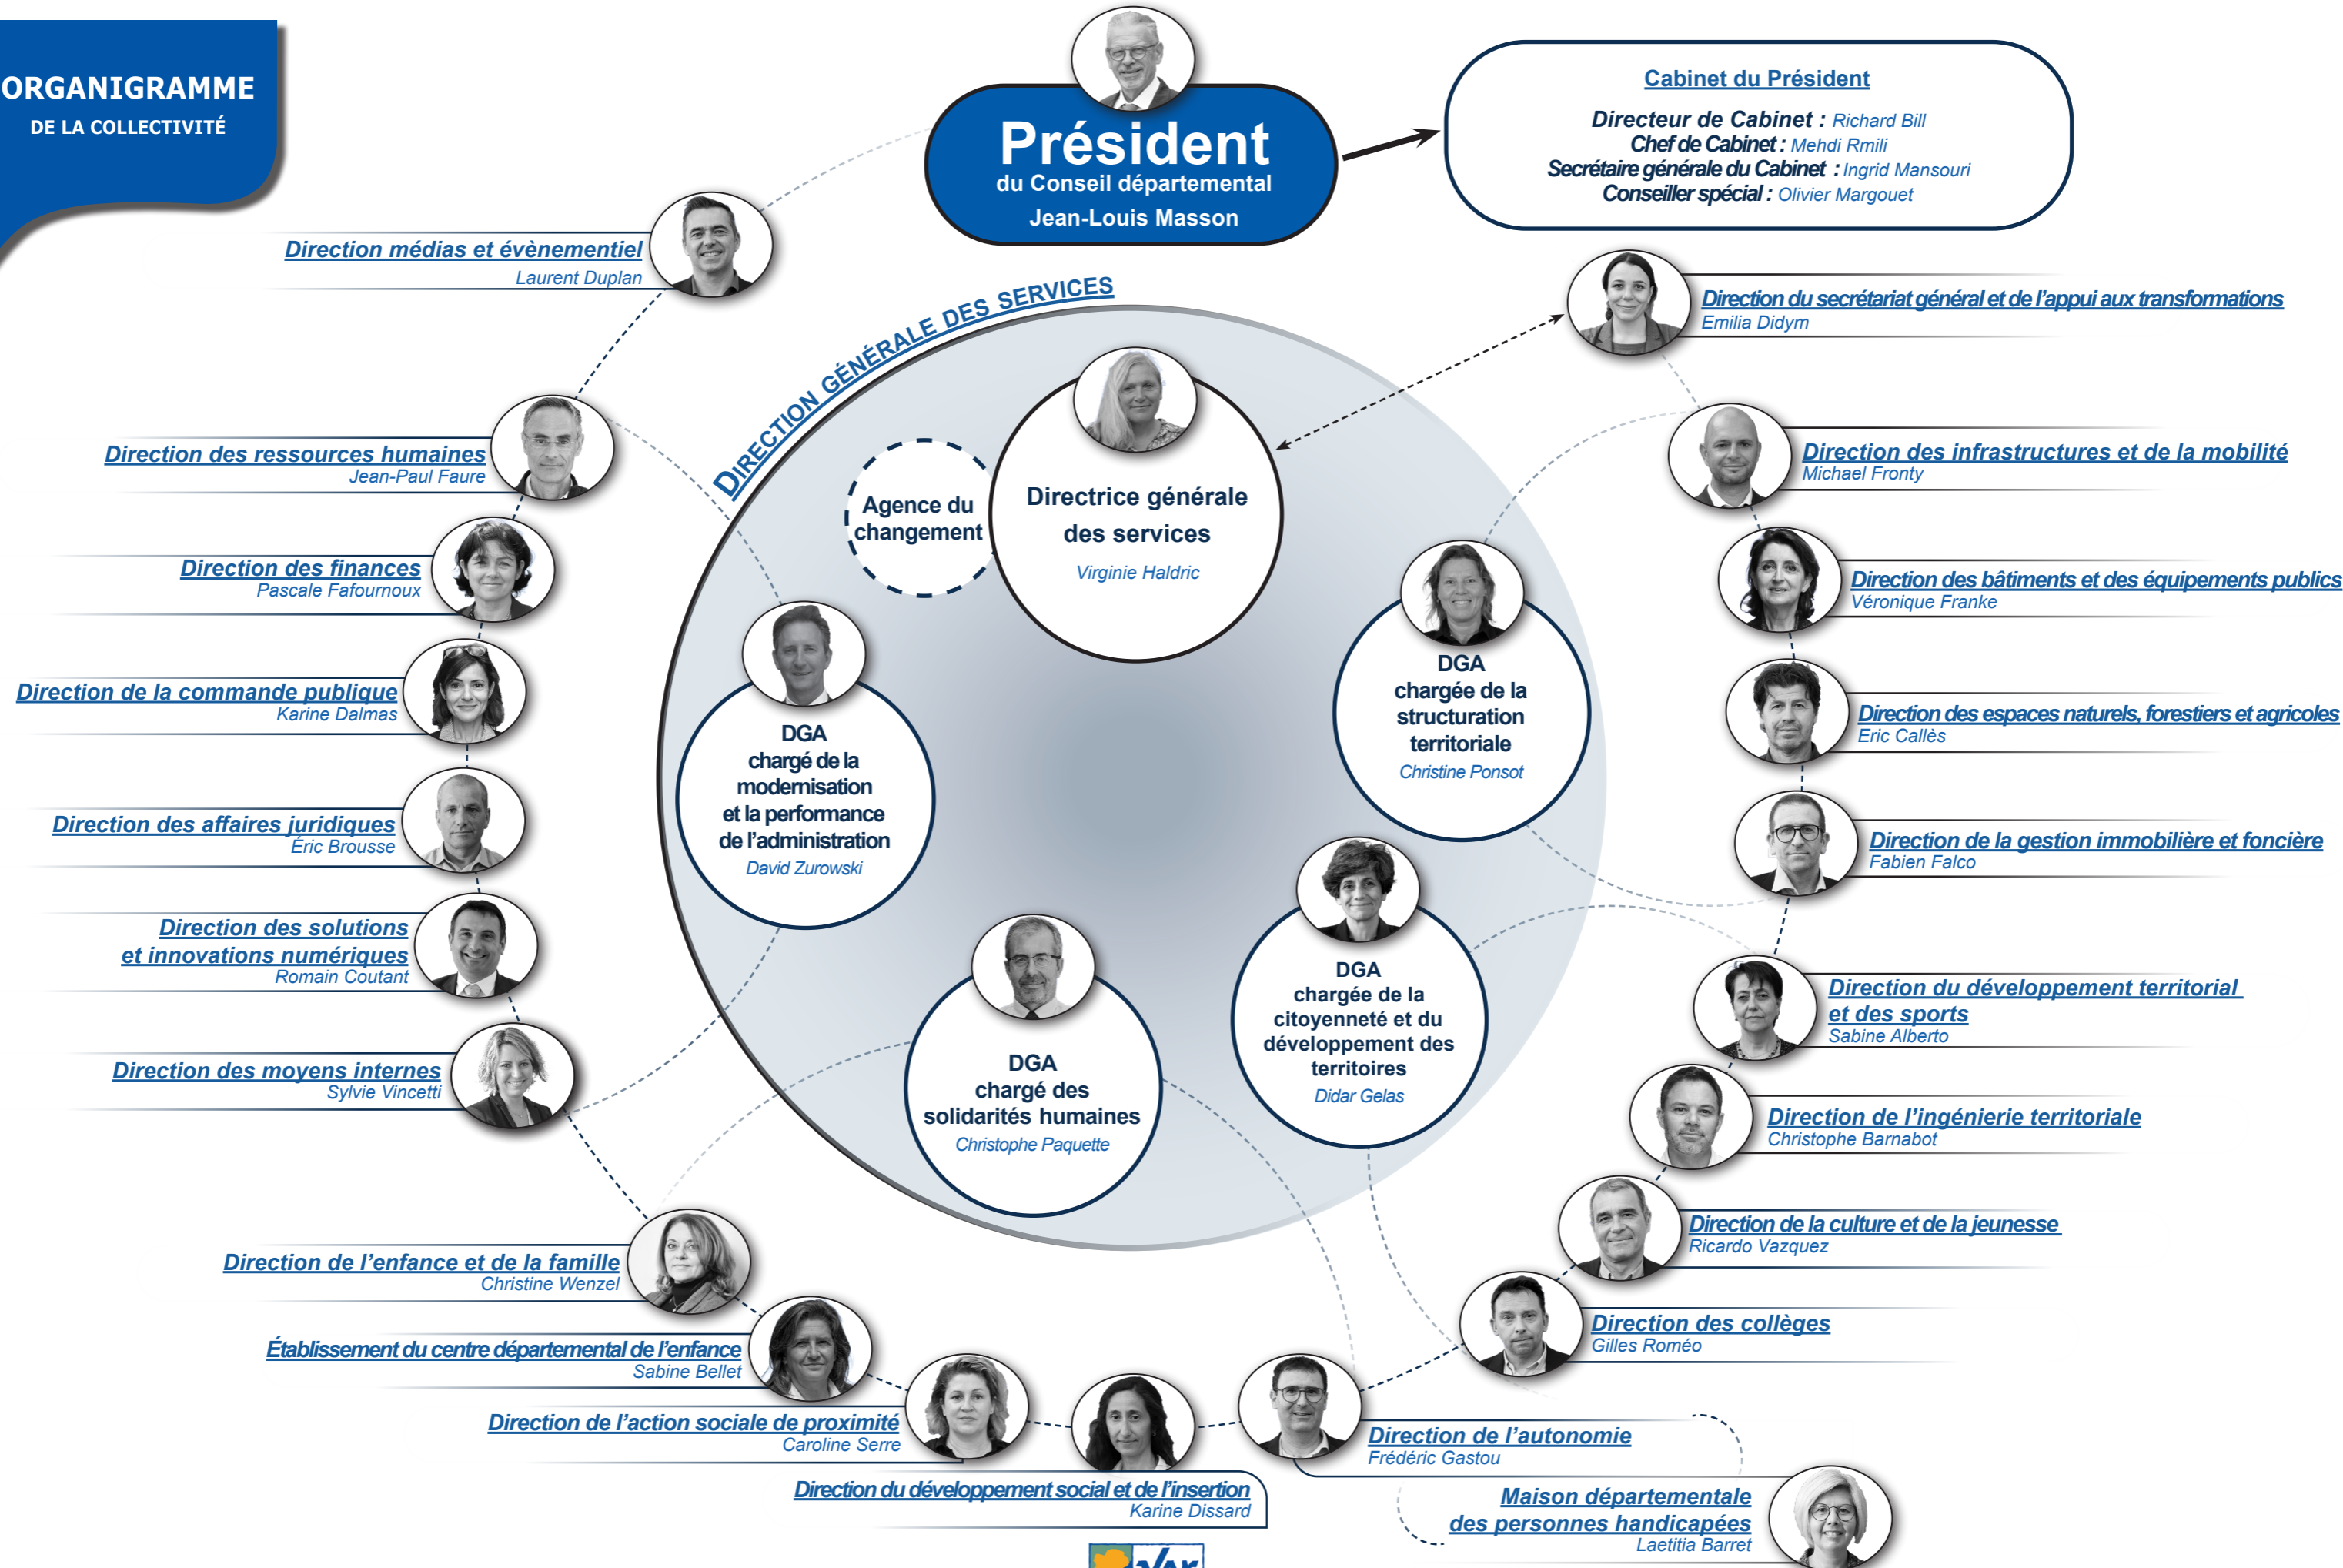 ORGANIGRAMME
DE LA COLLECTIVITÉ
Président
du Conseil départemental
Jean-Louis Masson
Cabinet du Président
Directeur de Cabinet : Richard Bill
Chef de Cabinet : Mehdi Rmili
Secrétaire générale du Cabinet : Ingrid Mansouri
Conseiller spécial : Olivier Margouet
Direction médias et évènementiel
Laurent Duplan
Direction des ressources humaines
Jean-Paul Faure
Direction des finances
Pascale Fafournoux
Direction de la commande publique
Karine Dalmas
Direction des affaires juridiques
Éric Brousse
Direction des solutions
et innovations numériques
Romain Coutant
Direction des moyens internes
Sylvie Vincetti
Direction de l'enfance et de la famille
Christine Wenzel
Établissement du centre départemental de l'enfance
Sabine Bellet
Direction de l'action sociale de proximité
Caroline Serre
Direction du développement social et de l'insertion
Karine Dissard
DIRECTION GÉNÉRALE DES SERVICES
Agence du
changement
Directrice générale
des services
Virginie Haldric
DGA
chargé de la
modernisation
et la performance
de l'administration
David Zurowski
DGA
chargé des
solidarités humaines
Christophe Paquette
DGA
chargée de la
citoyenneté et du
développement des
territoires
Didar Gelas
DGA
chargée de la
structuration
territoriale
Christine Ponsot
Direction du secrétariat général et de l'appui aux transformations
Emilia Didym
Direction des infrastructures et de la mobilité
Michael Fronty
Direction des bâtiments et des équipements publics
Véronique Franke
Direction des espaces naturels, forestiers et agricoles
Eric Callès
Direction de la gestion immobilière et foncière
Fabien Falco
Direction du développement territorial
et des sports
Sabine Alberto
Direction de l'ingénierie territoriale
Christophe Barnabot
Direction de la culture et de la jeunesse
Ricardo Vazquez
Direction des collèges
Gilles Roméo
Direction de l'autonomie
Frédéric Gastou
Maison départementale
des personnes handicapées
Laetitia Barret